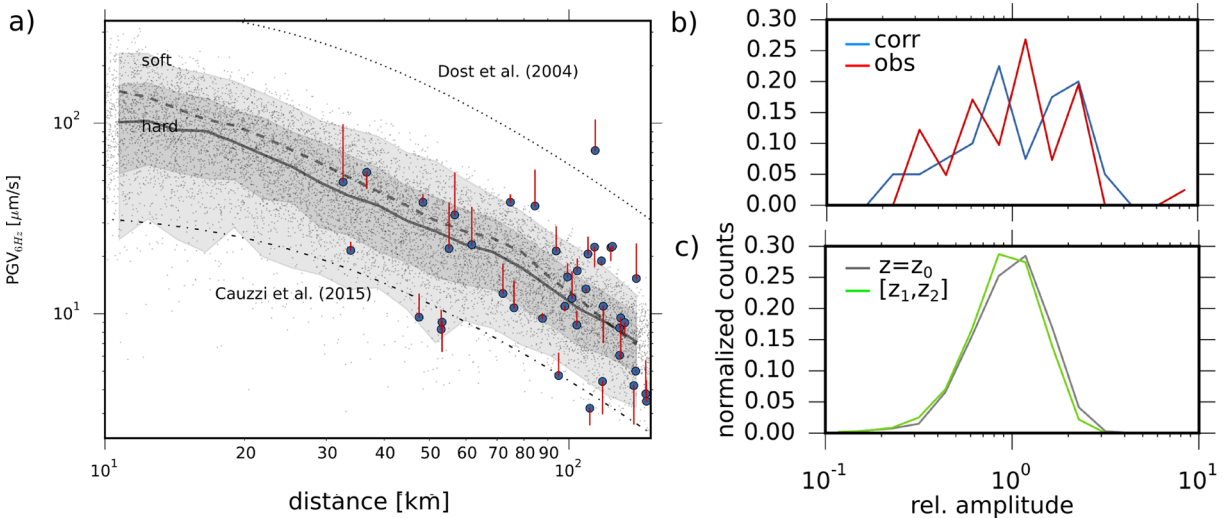 a)
soft
hard
Dost et al. (2004)
Cauzzi et al. (2015)
PGV6Hz [μm/s]
10²
10¹
10¹
20
30
40
50
60
70
80
90
10²
distance [km]
b)
corr
obs
0.30
0.25
0.20
0.15
0.10
0.05
0.00
c)
z=z₀
[z₁,z₂]
normalized counts
0.30
0.25
0.20
0.15
0.10
0.05
0.00
10⁻¹
10⁰
10¹
rel. amplitude